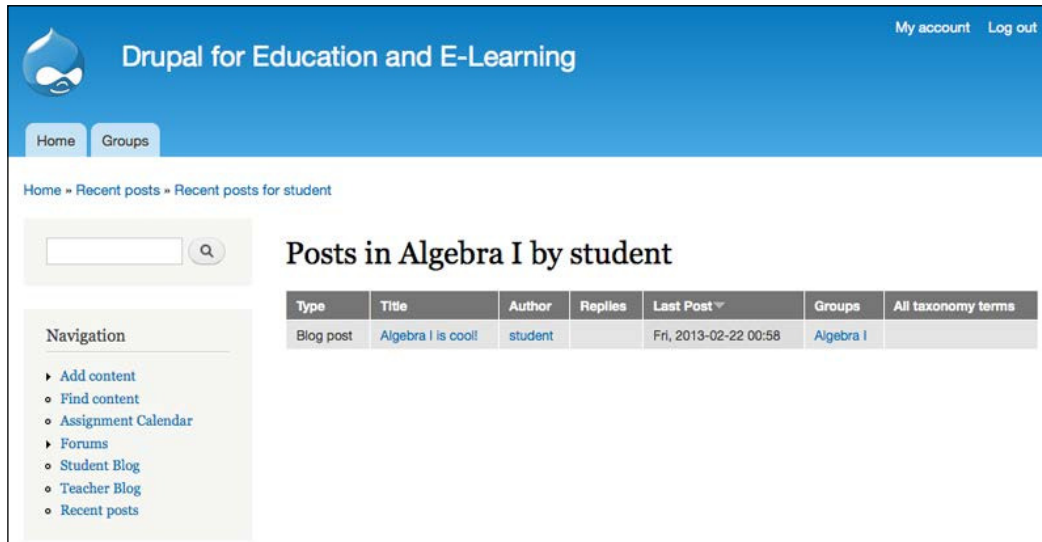 My account Log out
Drupal for Education and E-Learning
Home Groups
Home » Recent posts » Recent posts for student
Posts in Algebra I by student
Type Title Author Replies Last Post Groups All taxonomy terms
Blog post Algebra I is cool! student Fri, 2013-02-22 00:58 Algebra I
Navigation
Add content
Find content
Assignment Calendar
Forums
Student Blog
Teacher Blog
Recent posts